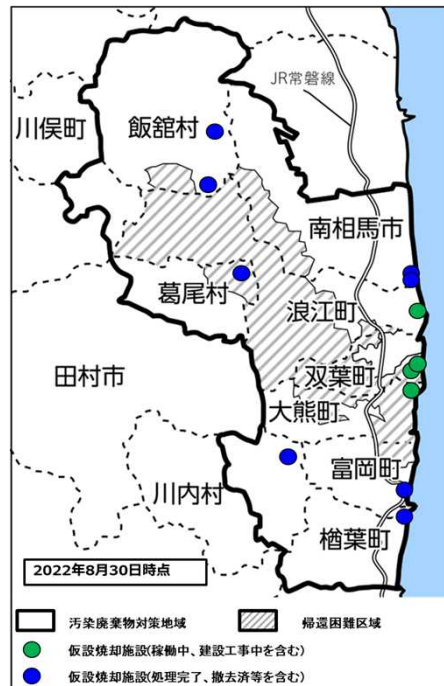 JR常磐線
川俣町
飯舘村
南相馬市
葛尾村
浪江町
田村市
双葉町
大熊町
富岡町
川内村
楢葉町
2022年8月30日時点
汚染廃棄物対策地域
帰還困難区域
仮設焼却施設(稼働中、建設工事中を含む)
仮設焼却施設(処理完了、撤去済等を含む)